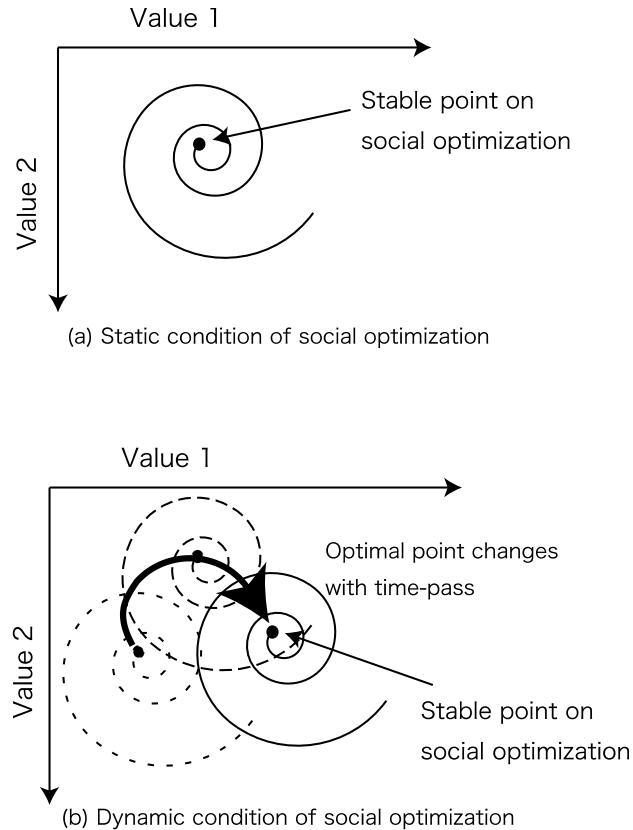 Value 1
Stable point on
social optimization
Value 2
(a) Static condition of social optimization
Value 1
Optimal point changes
with time-pass
Value 2
Stable point on
social optimization
(b) Dynamic condition of social optimization